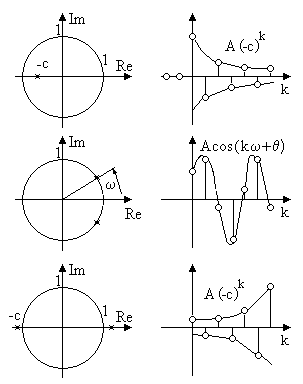 Im
1
-c
1
Re
A(-c)^k
k
Im
1
ω
Re
Acos(kω+θ)
k
Im
1
-c
1
Re
A(-c)^k
k